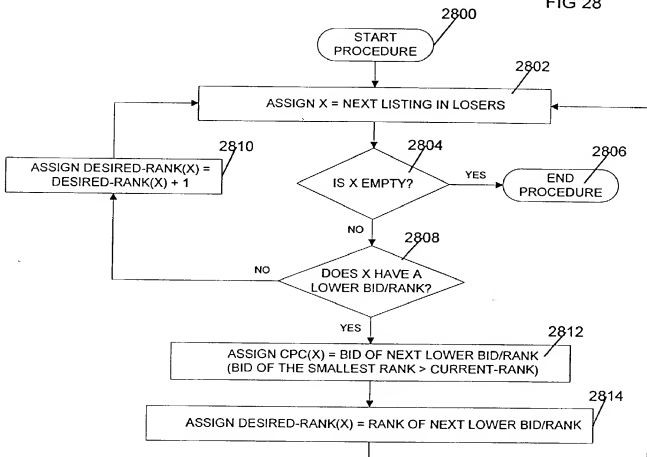 FIG 28
2800
START
PROCEDURE
2802
ASSIGN X = NEXT LISTING IN LOSERS
2810
ASSIGN DESIRED-RANK(X) =
DESIRED-RANK(X) + 1
2804
IS X EMPTY?
YES
2806
END
PROCEDURE
NO
2808
DOES X HAVE A
LOWER BID/RANK?
NO
YES
2812
ASSIGN CPC(X) = BID OF NEXT LOWER BID/RANK
(BID OF THE SMALLEST RANK > CURRENT-RANK)
2814
ASSIGN DESIRED-RANK(X) = RANK OF NEXT LOWER BID/RANK